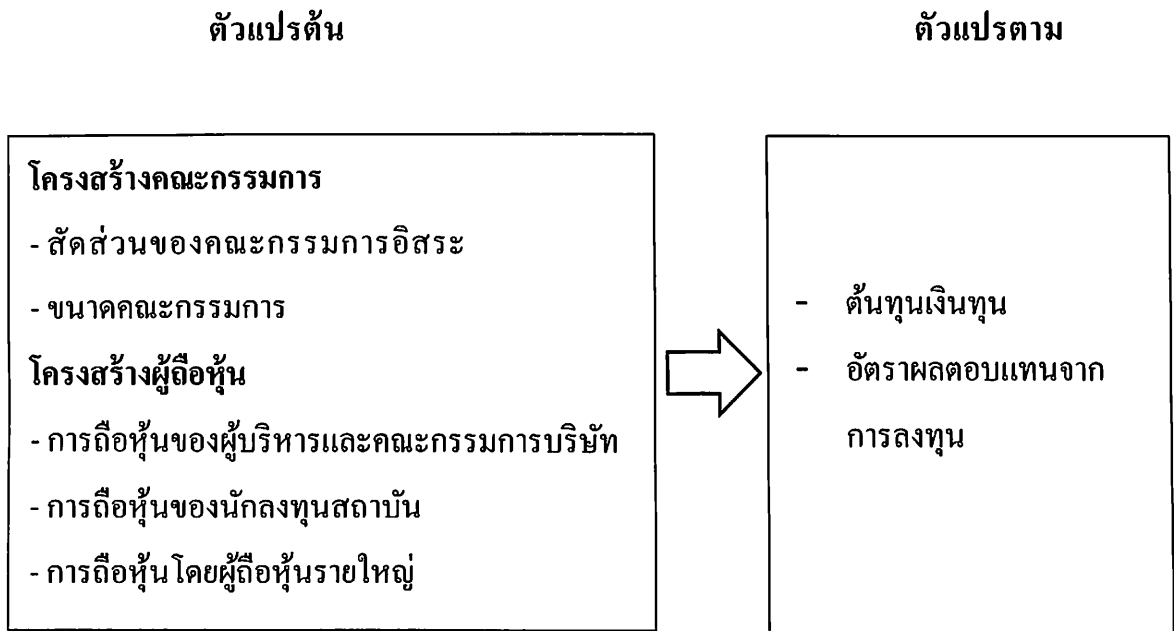 ตัวแปรต้น
ตัวแปรตาม
โครงสร้างคณะกรรมการ
- สัดส่วนของคณะกรรมการอิสระ
- ขนาดคณะกรรมการ
โครงสร้างผู้ถือหุ้น
- การถือหุ้นของผู้บริหารและคณะกรรมการบริษัท
- การถือหุ้นของนักลงทุนสถาบัน
- การถือหุ้นโดยผู้ถือหุ้นรายใหญ่
- ต้นทุนเงินทุน
- อัตราผลตอบแทนจาก
การลงทุน